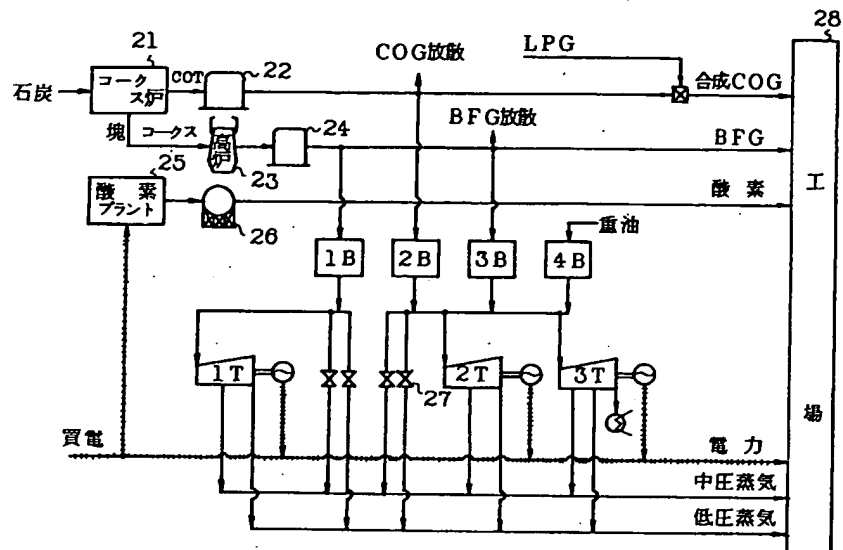 28
21
COG放散
LPG
石炭
コーク
ス炉
COT
22
合成COG
BFG放散
塊 コークス
高炉
24
BFG
23
25
酸素
プラント
26
酸素
工
重油
1B
2B
3B
4B
1T
27
2T
3T
場
買電
電力
中圧蒸気
低圧蒸気